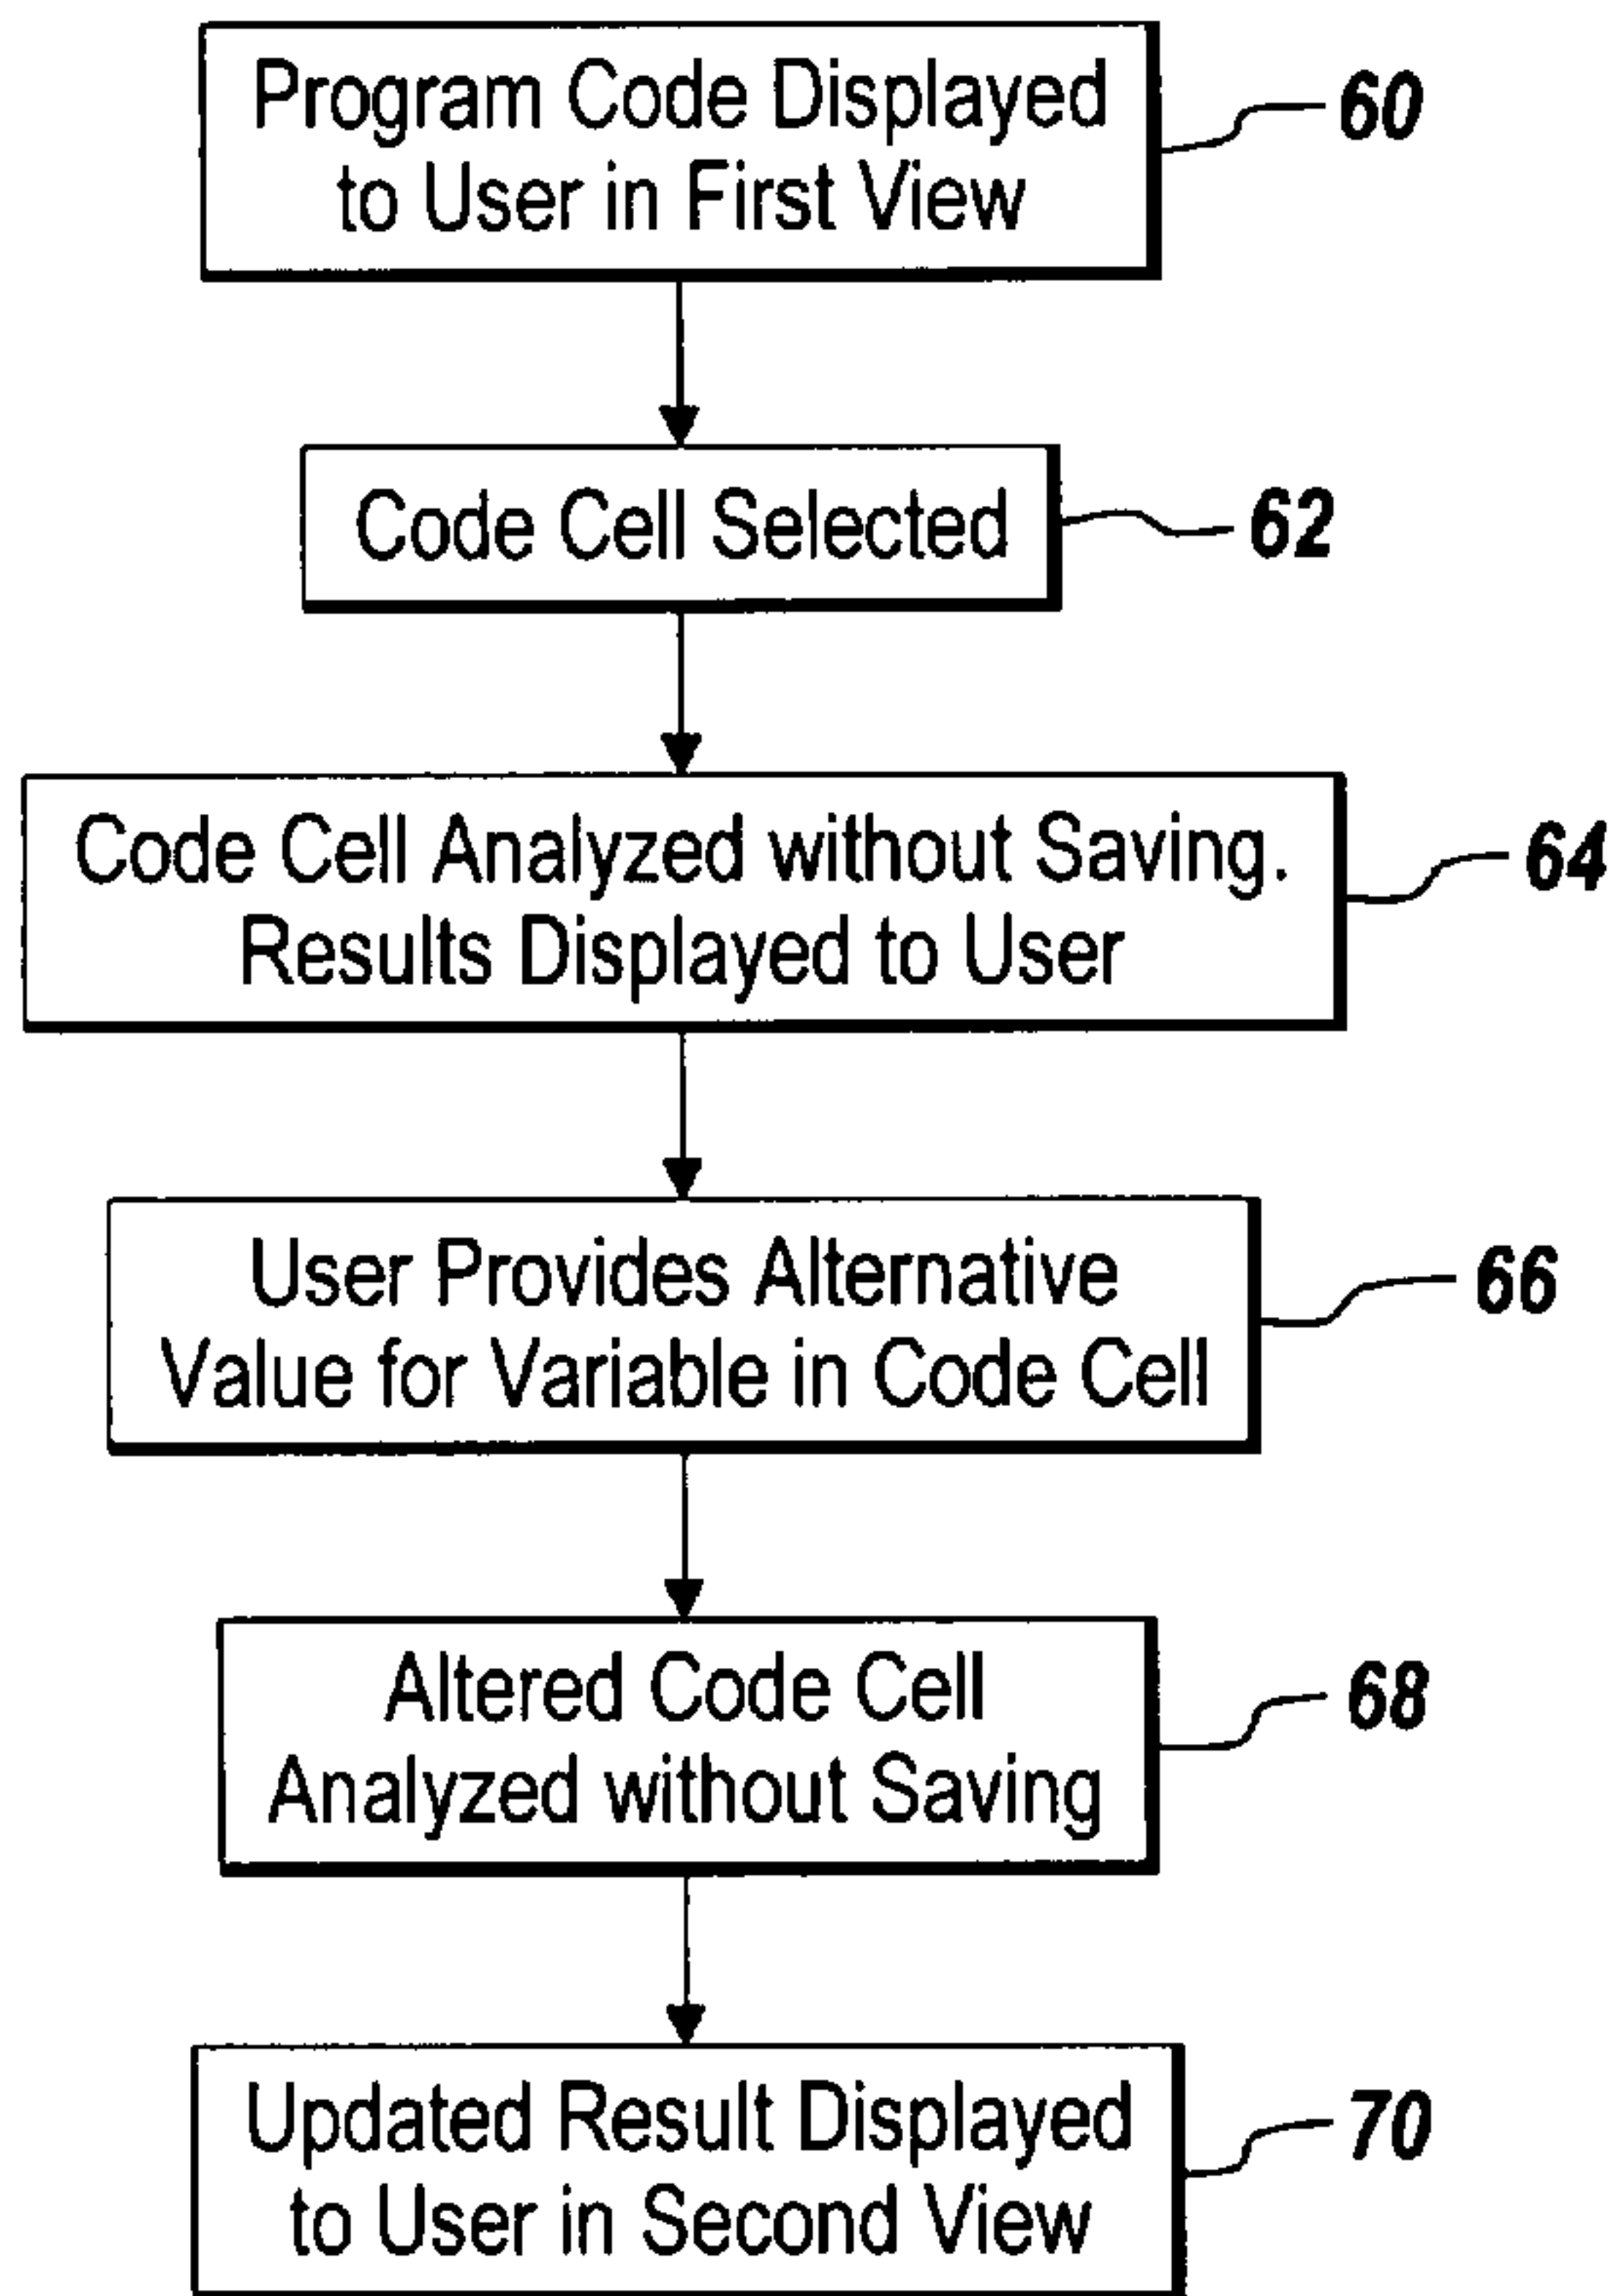 Program Code Displayed
to User in First View
60
Code Cell Selected
62
Code Cell Analyzed without Saving.
Results Displayed to User
64
User Provides Alternative
Value for Variable in Code Cell
66
Altered Code Cell
Analyzed without Saving
68
Updated Result Displayed
to User in Second View
70